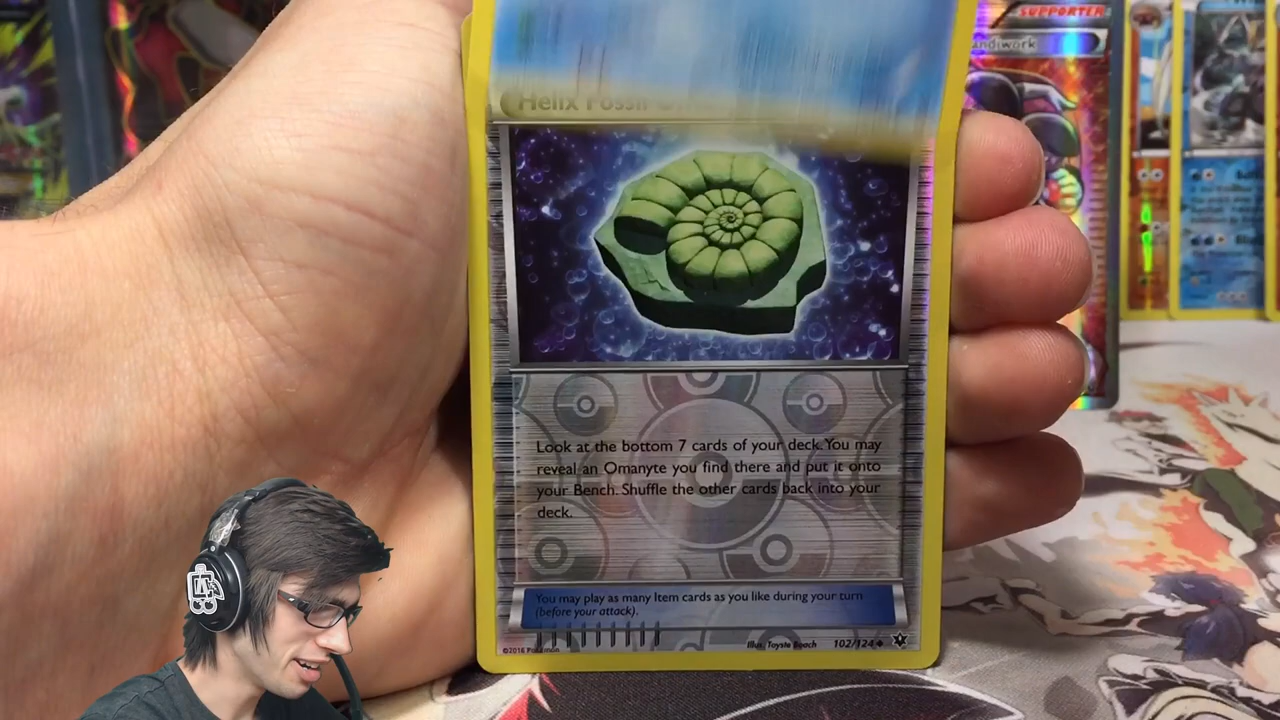 SUPPORTER
andiwork
Helix Fossil
Look at the bottom 7 cards of your deck. You may
reveal an Omanyte you find there and put it onto
your Bench. Shuffle the other cards back into your
deck.
You may play as many Item cards as you like during your turn
(before your attack).
©2016 Pokémon
Illus. Toyste Beach
102/124